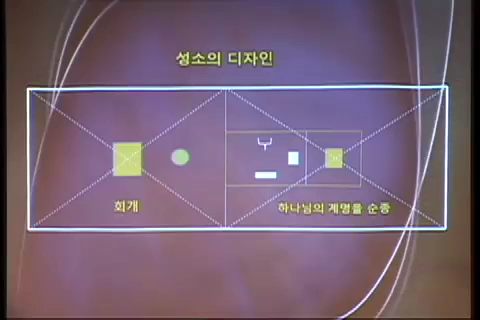 성소의 디자인
회개
하나님의 계명을 순종